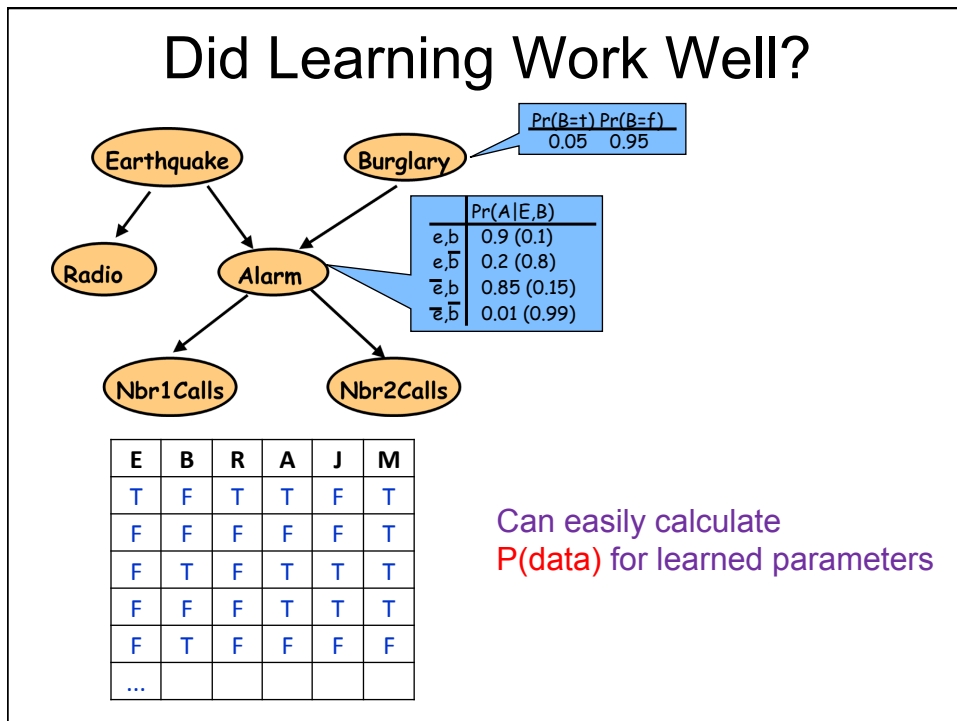 Did Learning Work Well?
Pr(B=t) Pr(B=f)
0.05 0.95
Earthquake
Burglary
Pr(A|E,B)
e,b 0.9 (0.1)
e,b̅ 0.2 (0.8)
e̅,b 0.85 (0.15)
e̅,b̅ 0.01 (0.99)
Radio
Alarm
Nbr1Calls
Nbr2Calls
E B R A J M
T F T T F T
F F F F F T
F T F T T T
F F F T T T
F T F F F F
...
Can easily calculate
P(data) for learned parameters